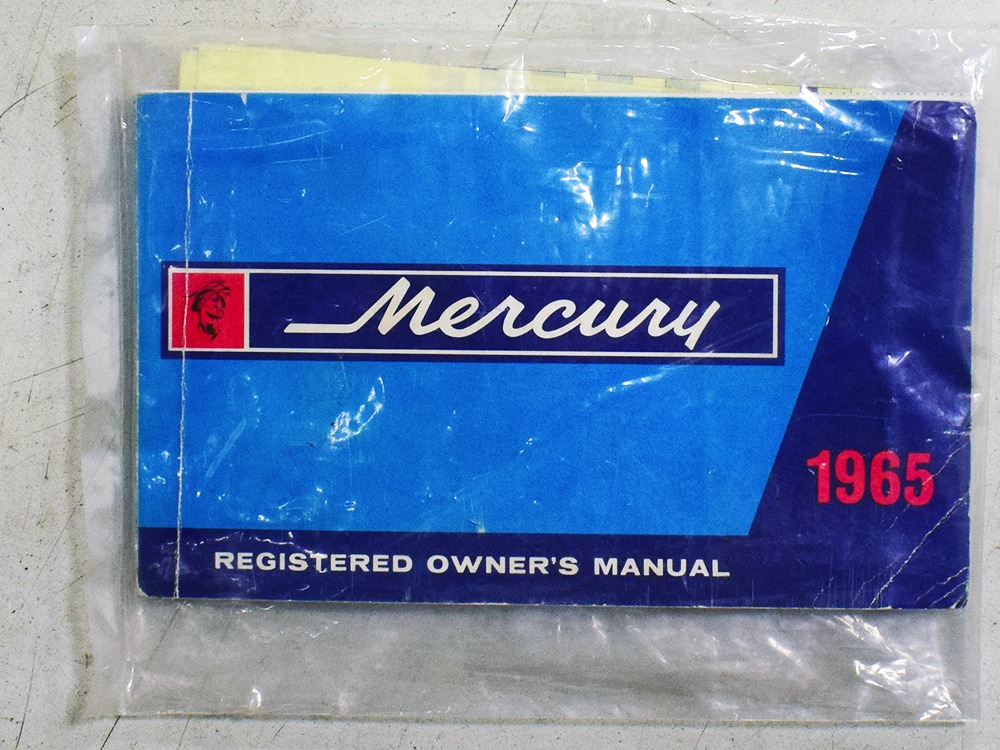 Mercury
1965
REGISTERED OWNER'S MANUAL